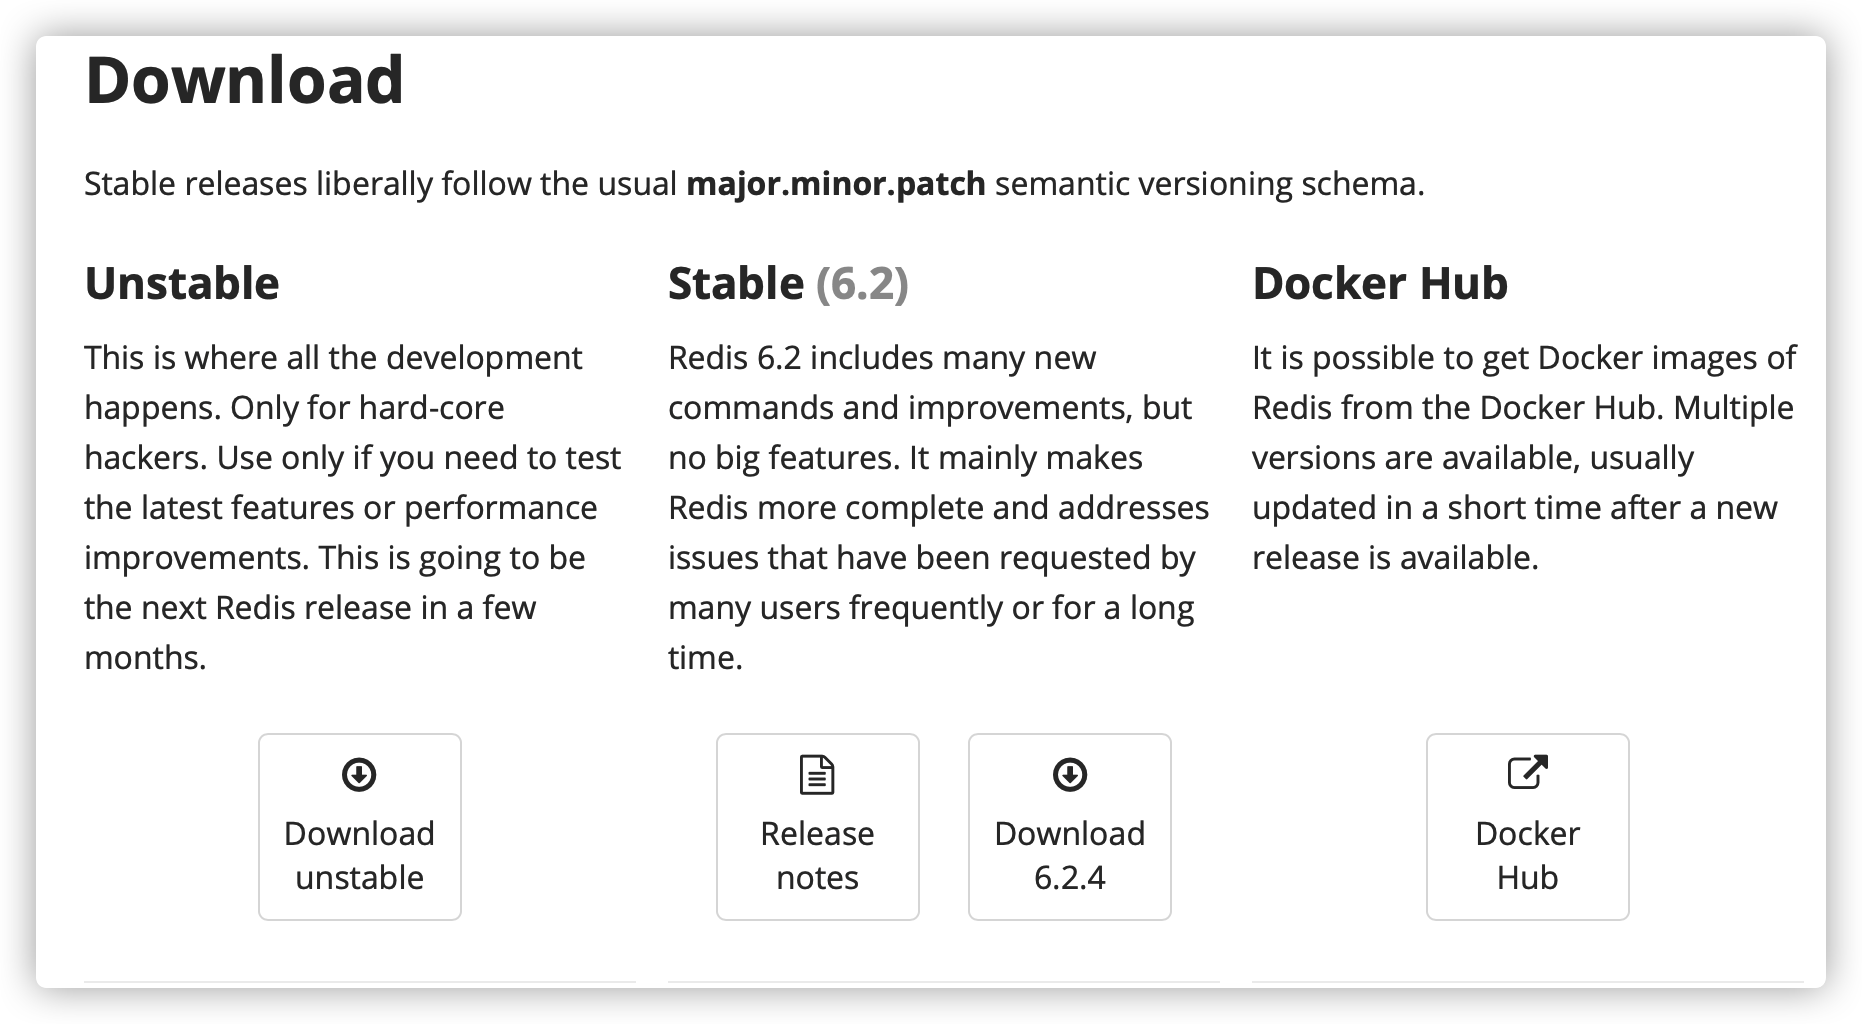 Download
Stable releases liberally follow the usual major.minor.patch semantic versioning schema.
Unstable
This is where all the development
happens. Only for hard-core
hackers. Use only if you need to test
the latest features or performance
improvements. This is going to be
the next Redis release in a few
months.
Download
unstable
Stable (6.2)
Redis 6.2 includes many new
commands and improvements, but
no big features. It mainly makes
Redis more complete and addresses
issues that have been requested by
many users frequently or for a long
time.
Release
notes
Download
6.2.4
Docker Hub
It is possible to get Docker images of
Redis from the Docker Hub. Multiple
versions are available, usually
updated in a short time after a new
release is available.
Docker
Hub